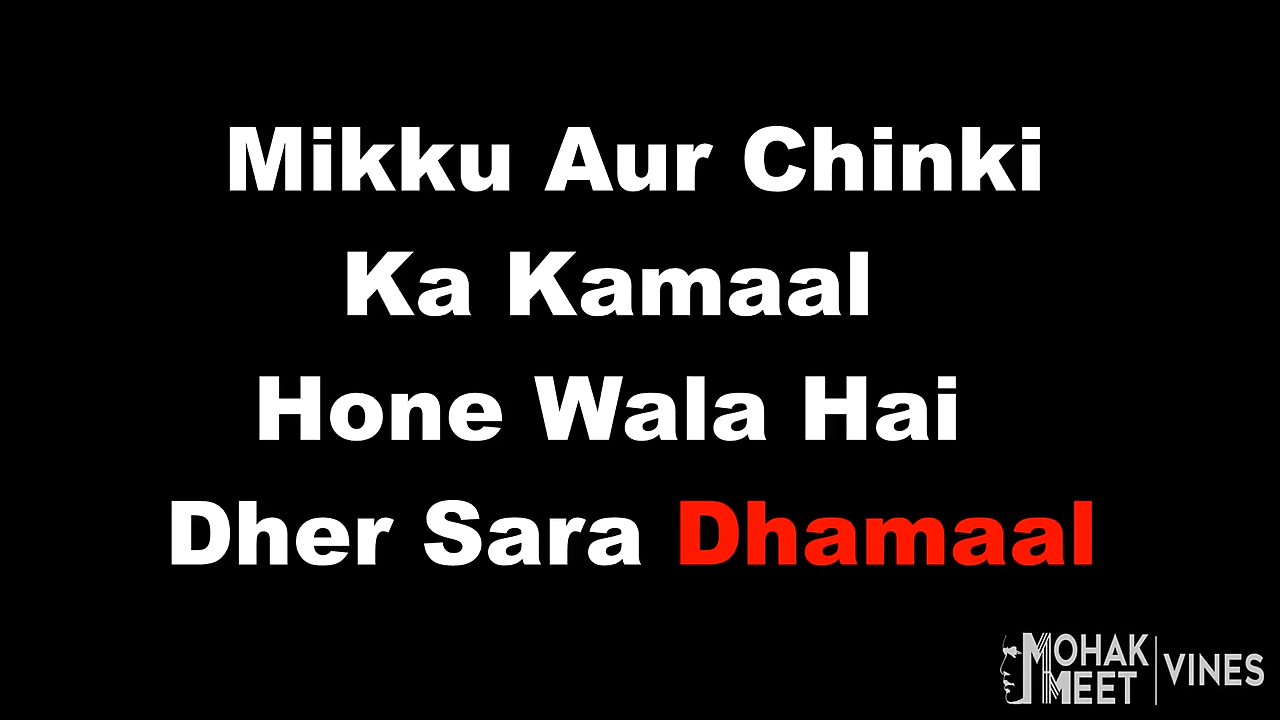 Mikku Aur Chinki
Ka Kamaal
Hone Wala Hai
Dher Sara Dhamaal
MOHAK
MEET
VINES